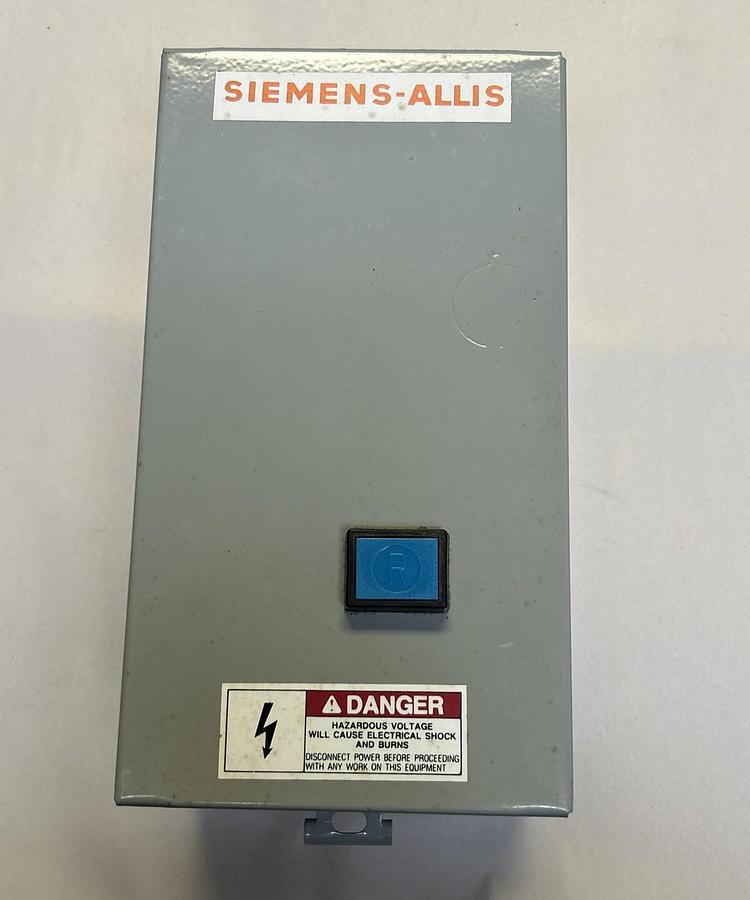 SIEMENS-ALLIS
R
DANGER
HAZARDOUS VOLTAGE
WILL CAUSE ELECTRICAL SHOCK
AND BURNS
DISCONNECT POWER BEFORE PROCEEDING
WITH ANY WORK ON THIS EQUIPMENT